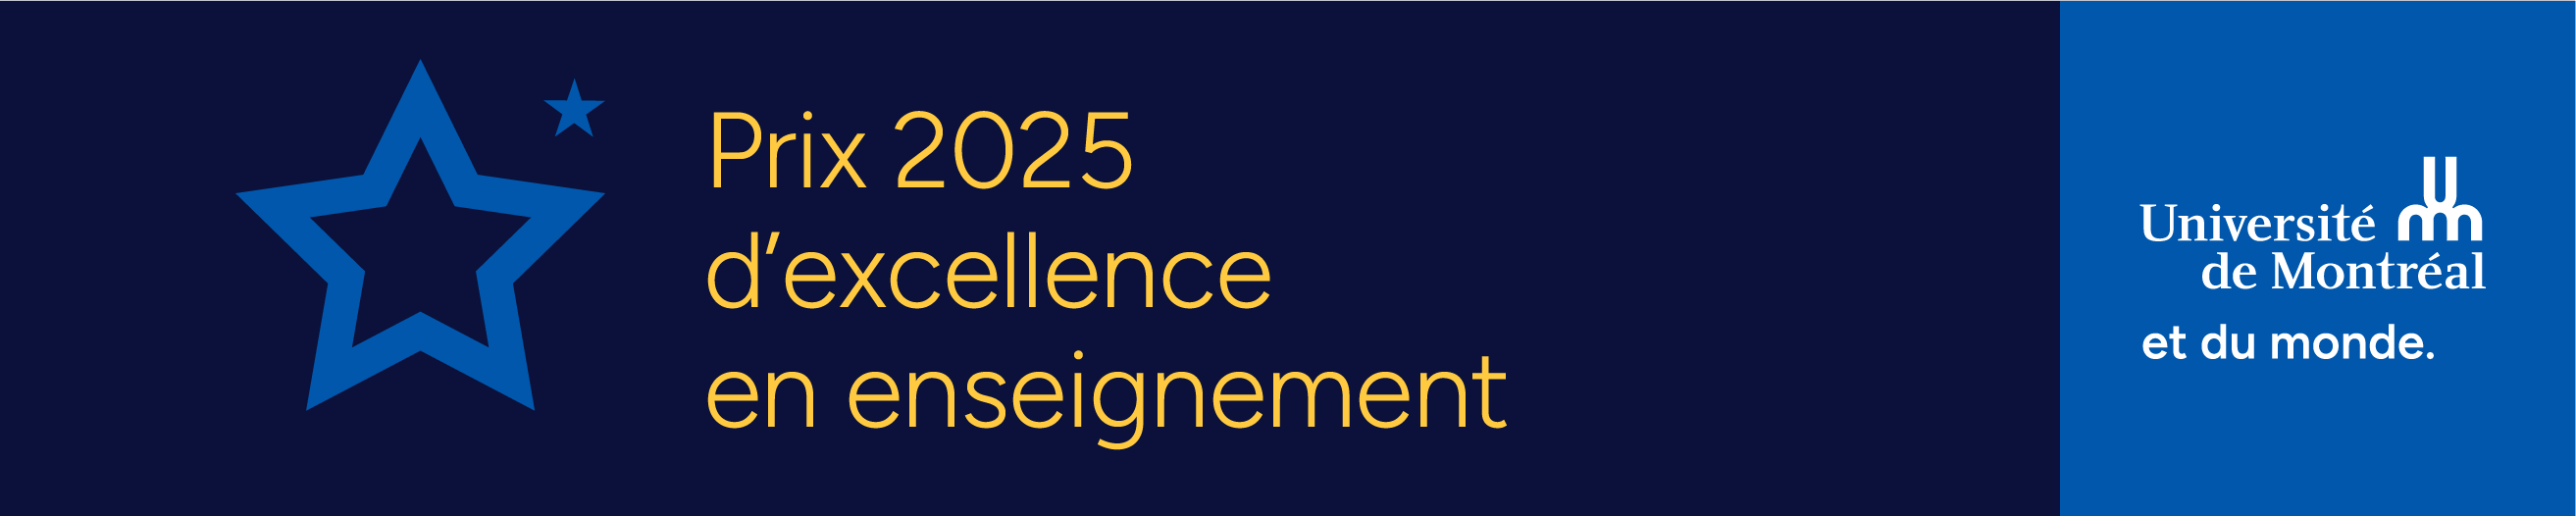 Prix 2025
d’excellence
en enseignement
Université
de Montréal
et du monde.